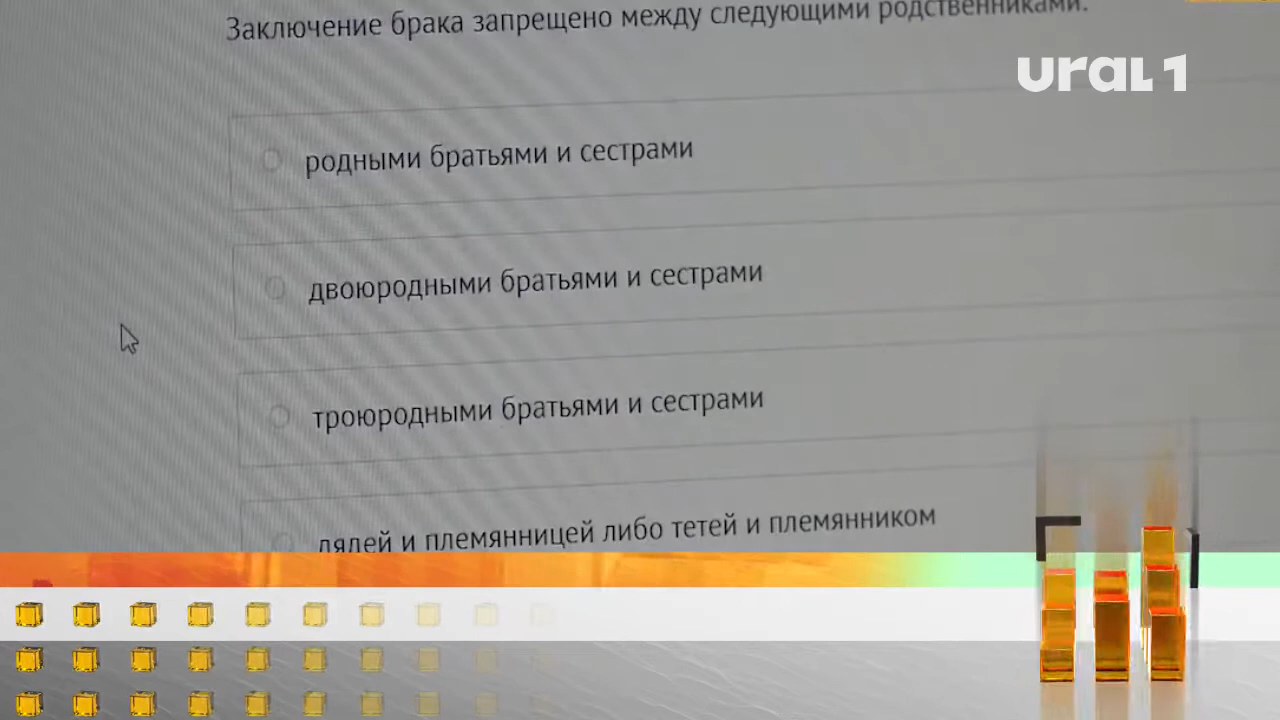 Заключение брака запрещено между следующими родственниками:
ural 1
родными братьями и сестрами
двоюродными братьями и сестрами
троюродными братьями и сестрами
дядей и племянницей либо тетей и племянником